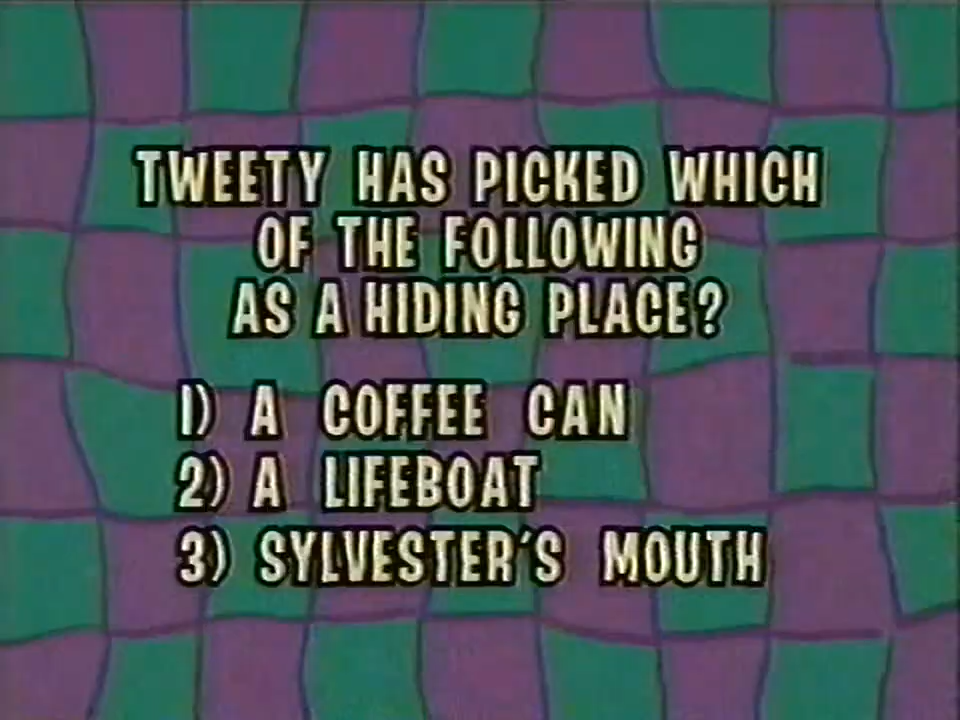 TWEETY HAS PICKED WHICH
OF THE FOLLOWING
AS A HIDING PLACE?
1) A COFFEE CAN
2) A LIFEBOAT
3) SYLVESTER'S MOUTH